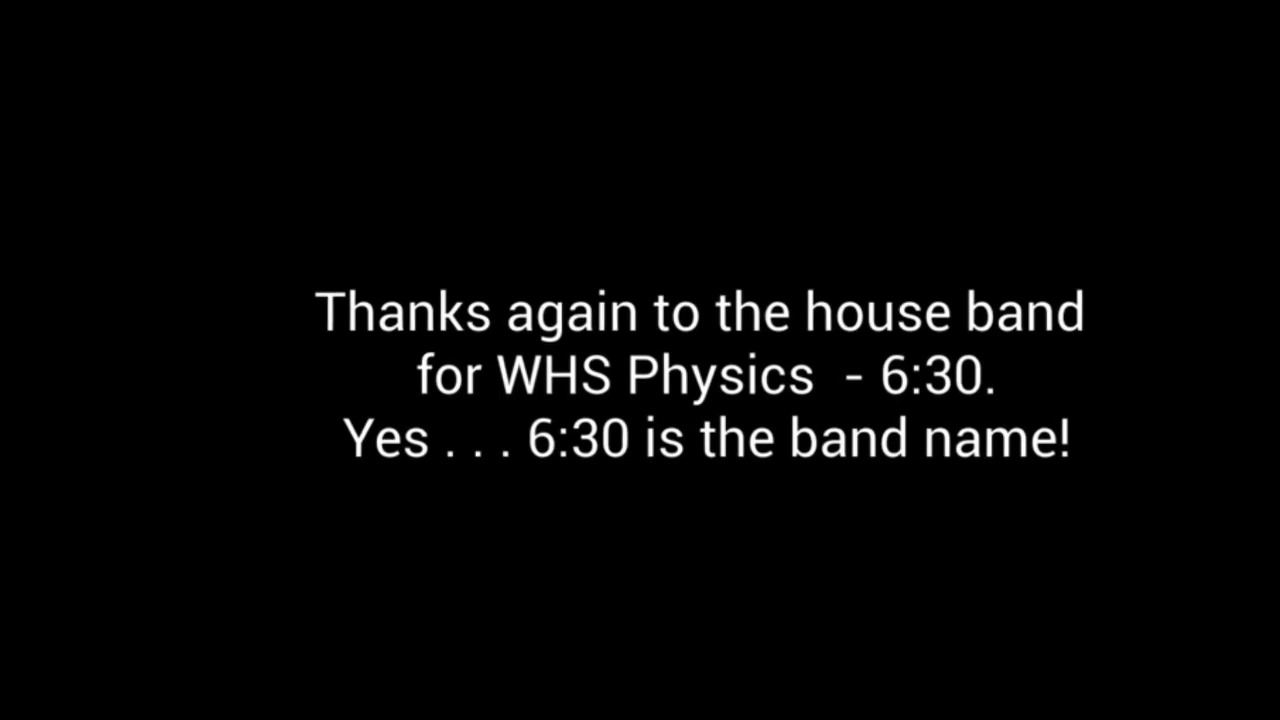 Thanks again to the house band
for WHS Physics  - 6:30.
Yes . . . 6:30 is the band name!